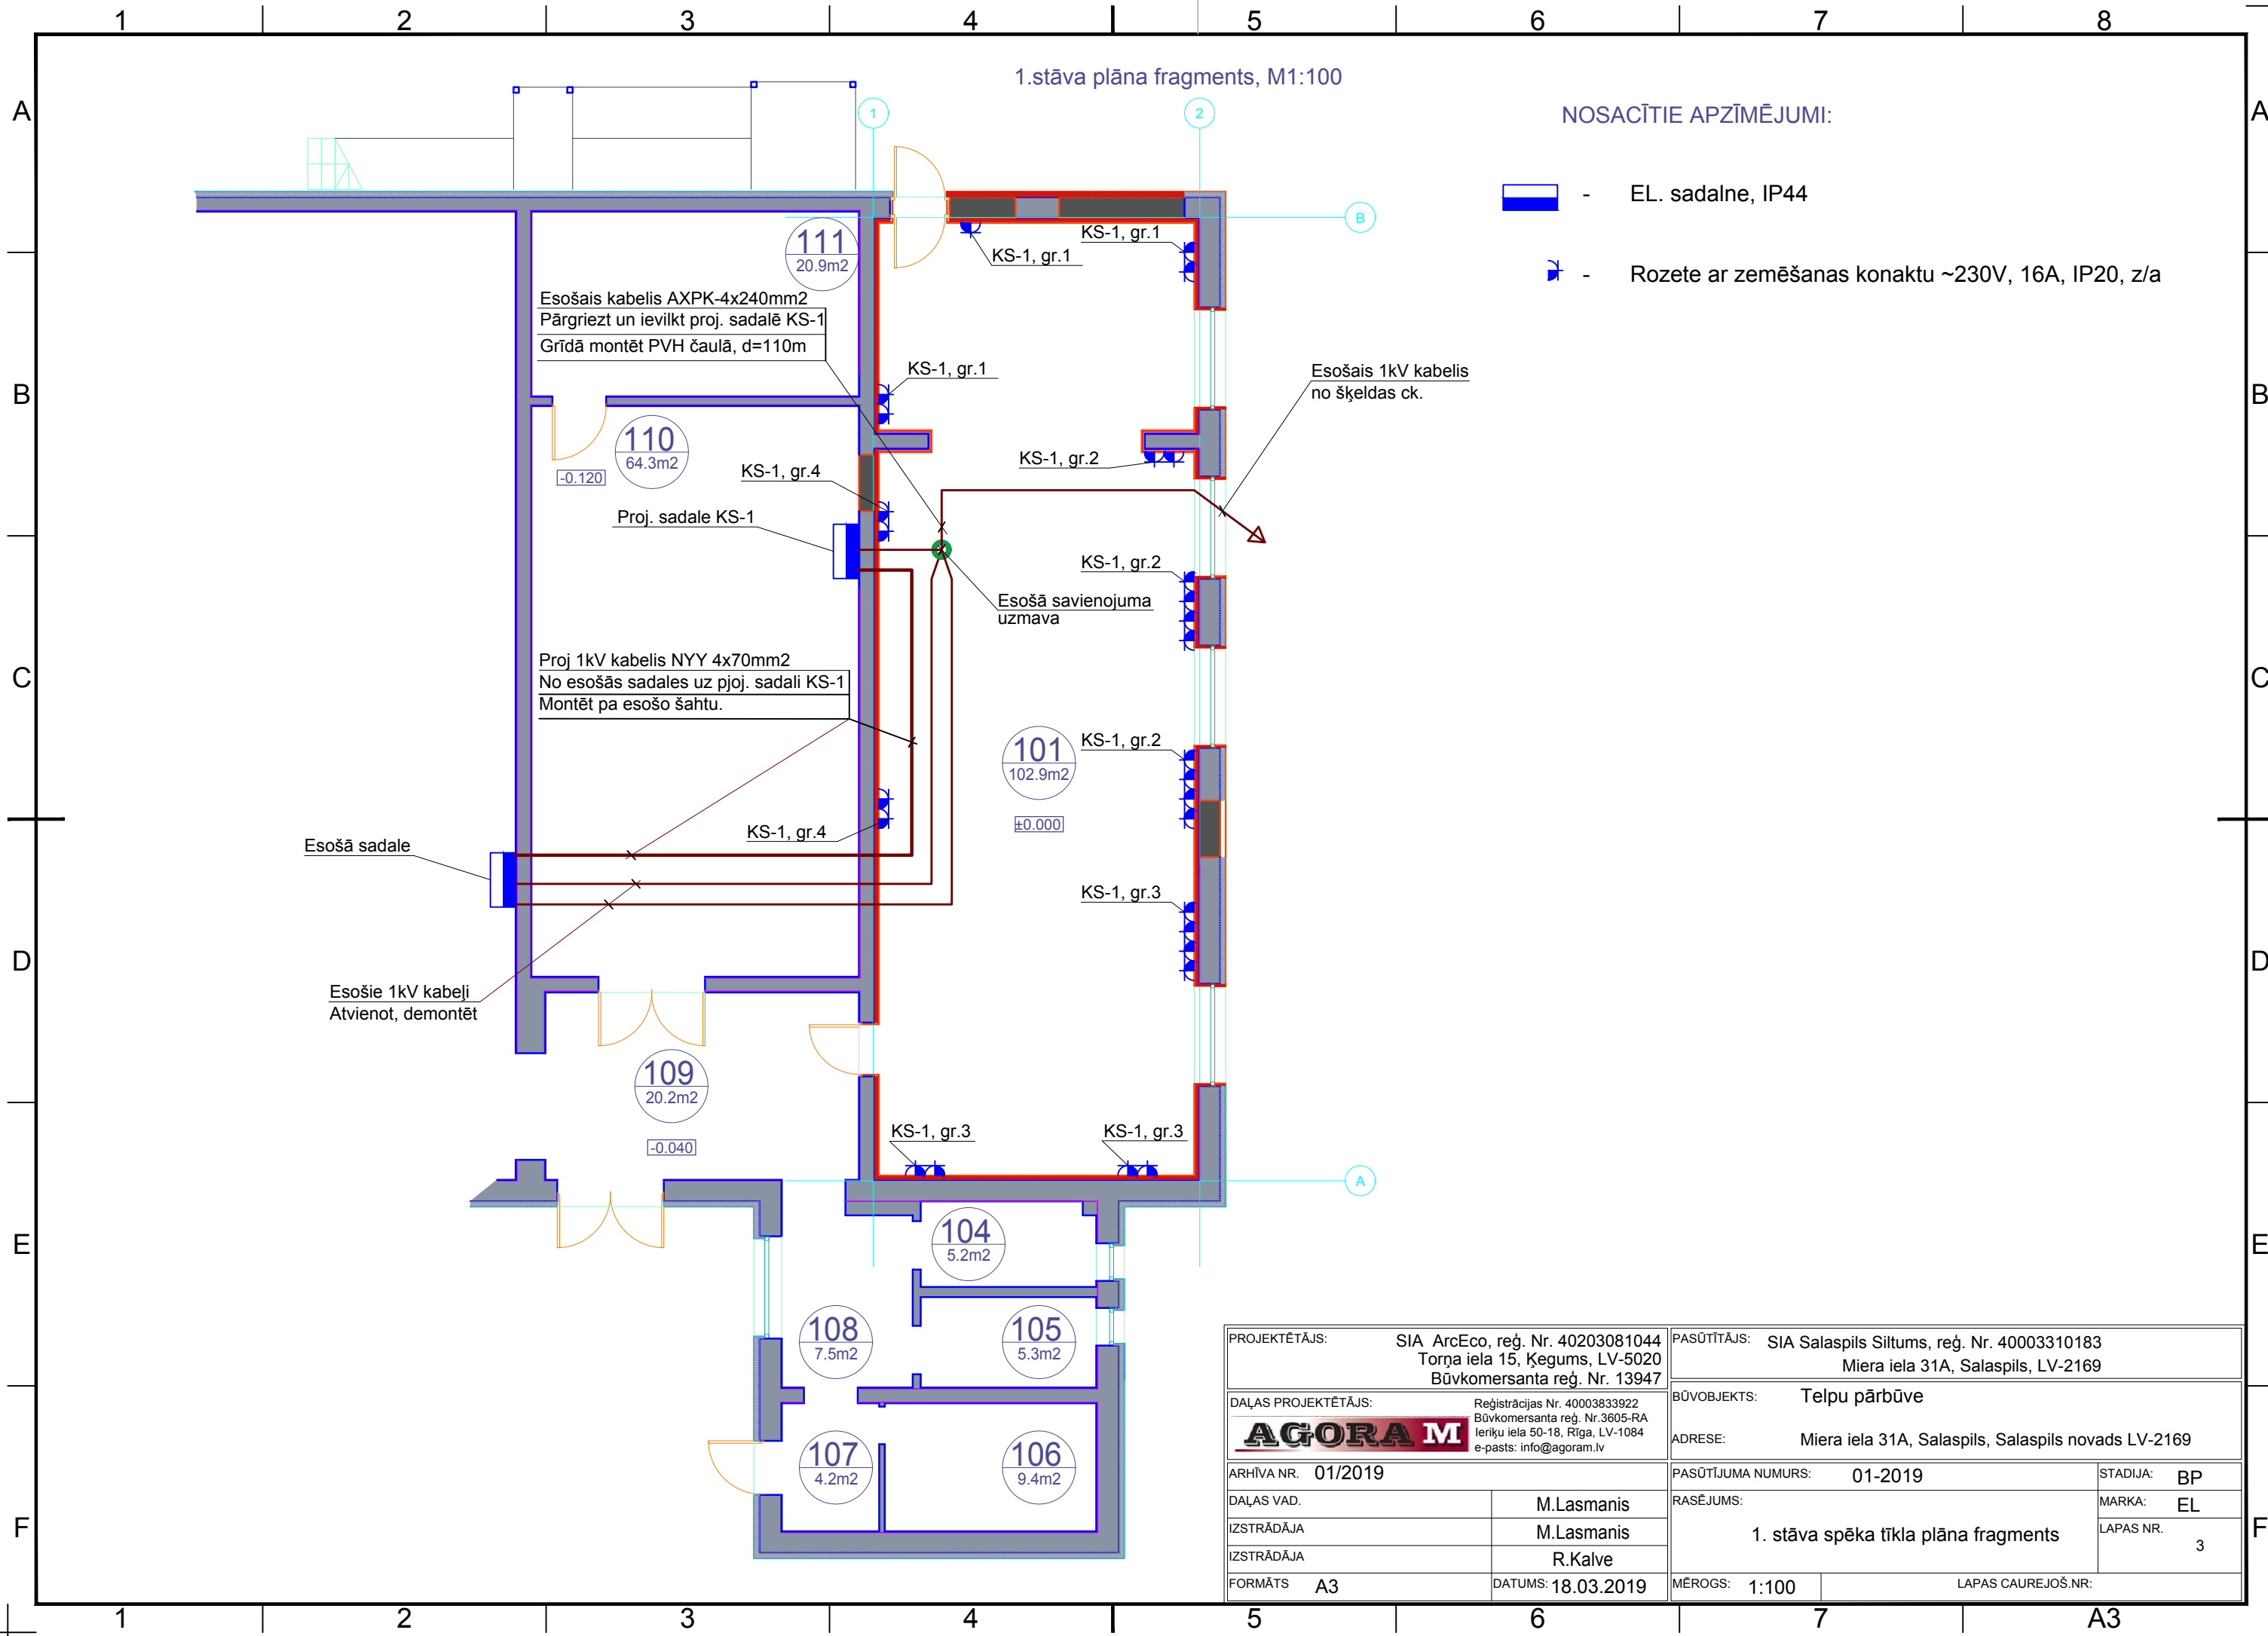 1 2 3 4 5 6 7 8
A A
B B
C C
D D
E E
F F
1.stāva plāna fragments, M1:100
NOSACĪTIE APZĪMĒJUMI:
- EL. sadalne, IP44
- Rozete ar zemēšanas konaktu ~230V, 16A, IP20, z/a
1
2
B
A
111
20.9m2
KS-1, gr.1
KS-1, gr.1
Esošais kabelis AXPK-4x240mm2
Pārgriezt un ievilkt proj. sadalē KS-1
Grīdā montēt PVH čaulā, d=110m
KS-1, gr.1
Esošais 1kV kabelis
no šķeldas ck.
110
64.3m2
-0.120
KS-1, gr.4
KS-1, gr.2
Proj. sadale KS-1
KS-1, gr.2
Esošā savienojuma
uzmava
Proj 1kV kabelis NYY 4x70mm2
No esošās sadales uz pjoj. sadali KS-1
Montēt pa esošo šahtu.
101
102.9m2
±0.000
KS-1, gr.2
KS-1, gr.4
Esošā sadale
KS-1, gr.3
Esošie 1kV kabeļi
Atvienot, demontēt
109
20.2m2
-0.040
KS-1, gr.3
KS-1, gr.3
104
5.2m2
108
7.5m2
105
5.3m2
107
4.2m2
106
9.4m2
PROJEKTĒTĀJS: SIA ArcEco, reģ. Nr. 40203081044
Torņa iela 15, Ķegums, LV-5020
Būvkomersanta reģ. Nr. 13947
PASŪTĪTĀJS: SIA Salaspils Siltums, reģ. Nr. 40003310183
Miera iela 31A, Salaspils, LV-2169
DAĻAS PROJEKTĒTĀJS:
AGORA M
Reģistrācijas Nr. 40003833922
Būvkomersanta reģ. Nr.3605-RA
Ieriķu iela 50-18, Rīga, LV-1084
e-pasts: info@agoram.lv
BŪVOBJEKTS: Telpu pārbūve
ADRESE: Miera iela 31A, Salaspils, Salaspils novads LV-2169
ARHĪVA NR. 01/2019
PASŪTĪJUMA NUMURS: 01-2019
STADIJA: BP
DAĻAS VAD. M.Lasmanis
RASĒJUMS:
1. stāva spēka tīkla plāna fragments
MARKA: EL
IZSTRĀDĀJA M.Lasmanis
LAPAS NR. 3
IZSTRĀDĀJA R.Kalve
FORMĀTS A3
DATUMS: 18.03.2019
MĒROGS: 1:100
LAPAS CAUREJOŠ.NR:
1 2 3 4 5 6 7 A3